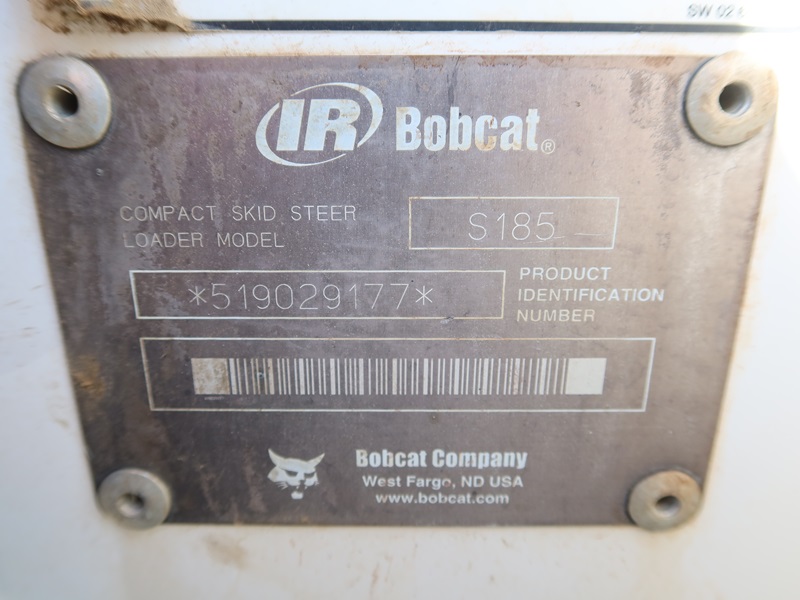 SW 02
IR Bobcat®
COMPACT SKID STEER
LOADER MODEL
S185
*519029177*
PRODUCT
IDENTIFICATION
NUMBER
Bobcat Company
West Fargo, ND USA
www.bobcat.com